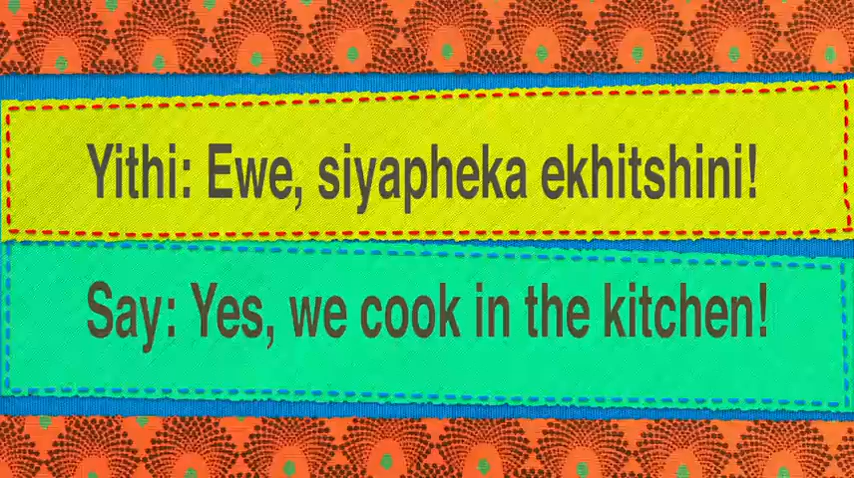 Yithi: Ewe, siyapheka ekhitshini!
Say: Yes, we cook in the kitchen!